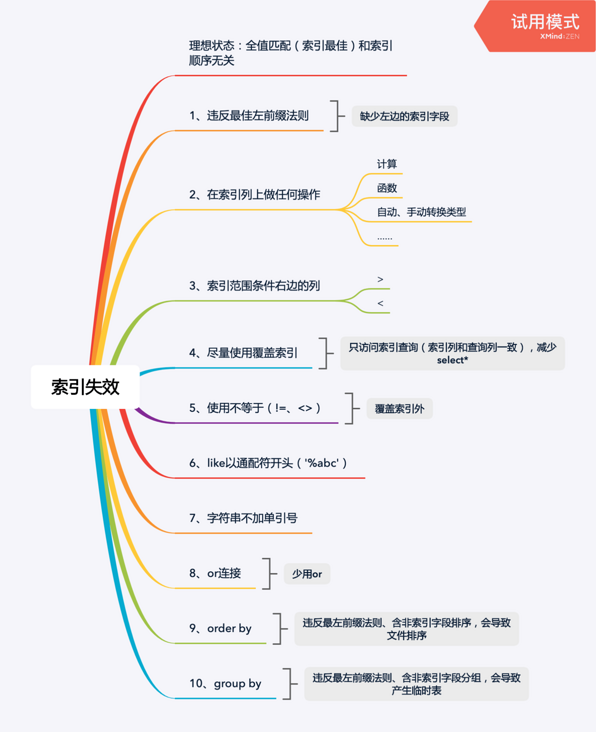 试用模式
XMind:ZEN
理想状态：全值匹配（索引最佳）和索引
顺序无关
1、违反最佳左前缀法则
缺少左边的索引字段
2、在索引列上做任何操作
计算
函数
自动、手动转换类型
......
3、索引范围条件右边的列
>
<
4、尽量使用覆盖索引
只访问索引查询（索引列和查询列一致），减少
select*
索引失效
5、使用不等于（!=、<>）
覆盖索引外
6、like以通配符开头（'%abc'）
7、字符串不加单引号
8、or连接
少用or
9、order by
违反最左前缀法则、含非索引字段排序，会导致
文件排序
10、group by
违反最左前缀法则、含非索引字段分组，会导致
产生临时表